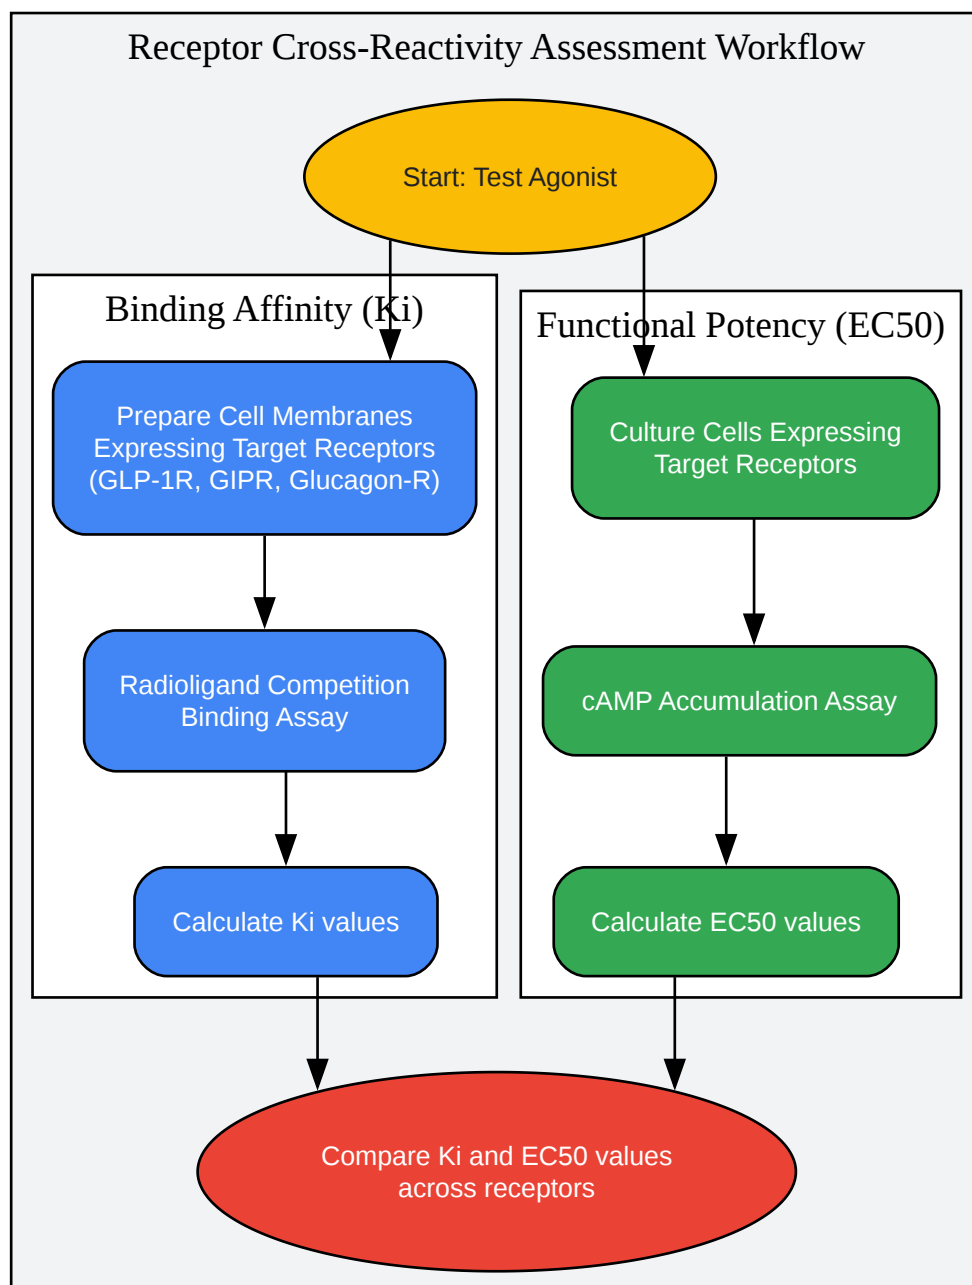 Receptor Cross-Reactivity Assessment Workflow
Start: Test Agonist
Binding Affinity (Ki)
Prepare Cell Membranes
Expressing Target Receptors
(GLP-1R, GIPR, Glucagon-R)
Radioligand Competition
Binding Assay
Calculate Ki values
Functional Potency (EC50)
Culture Cells Expressing
Target Receptors
cAMP Accumulation Assay
Calculate EC50 values
Compare Ki and EC50 values
across receptors